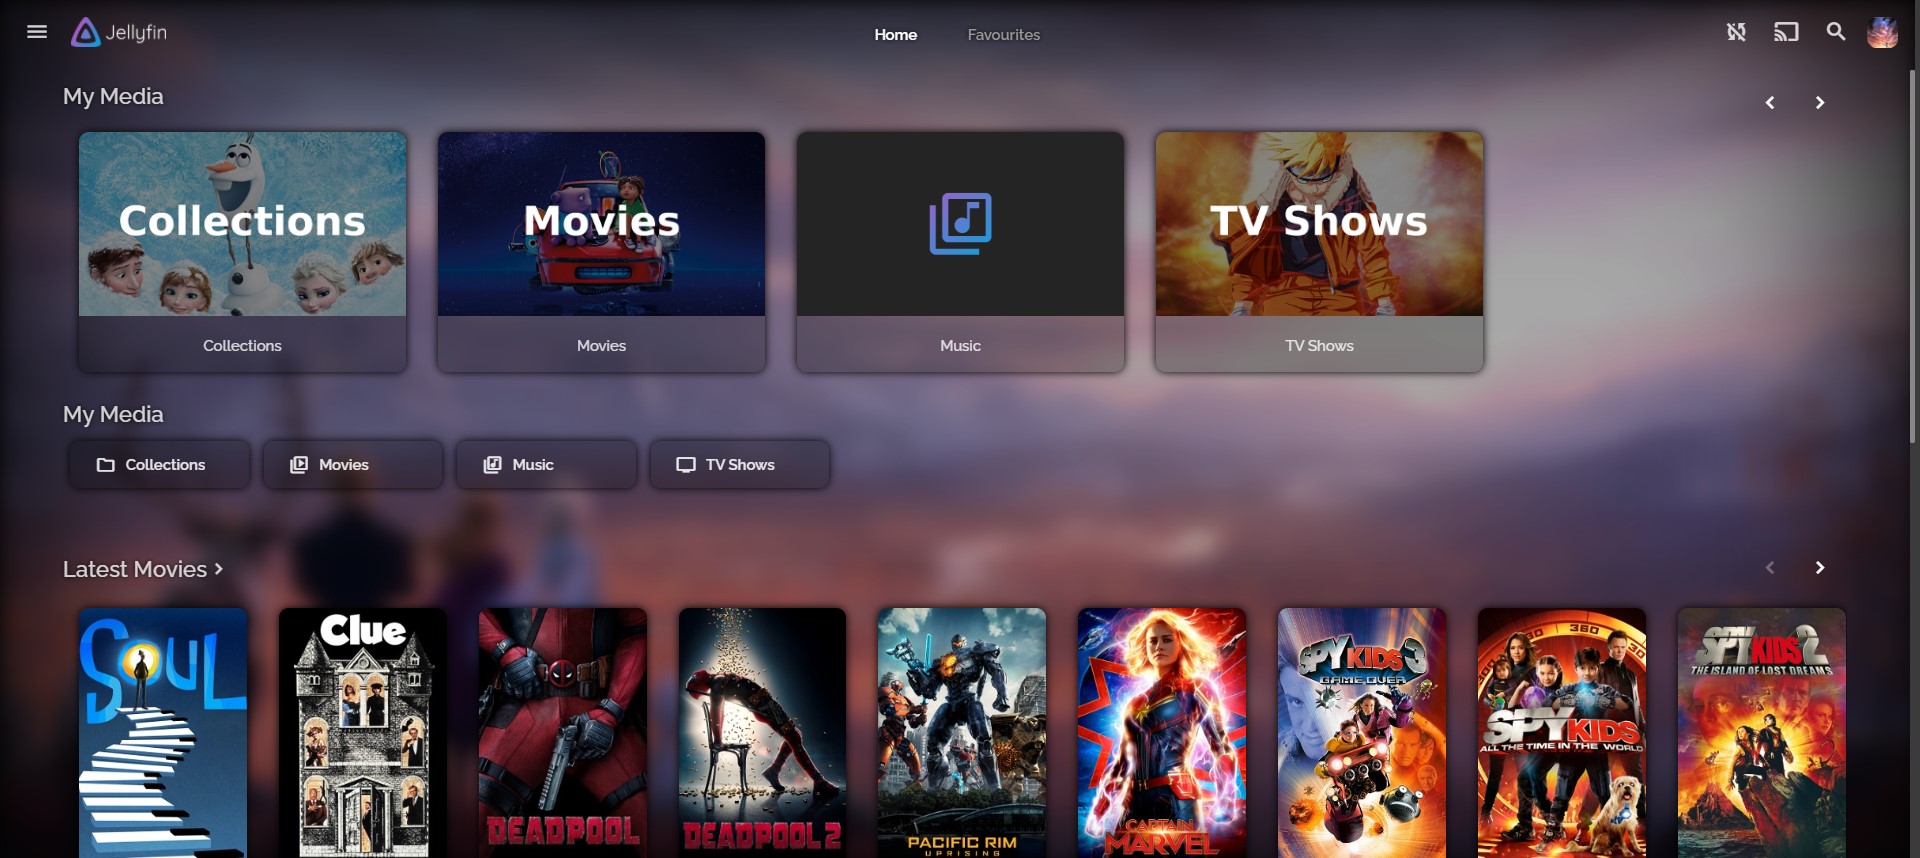 Jellyfin
Home
Favourites
My Media
Collections
Movies
TV Shows
Collections
Movies
Music
TV Shows
My Media
Collections
Movies
Music
TV Shows
Latest Movies
SOUL
Clue
DEADPOOL
DEADPOOL 2
PACIFIC RIM
UPRISING
CAPTAIN
MARVEL
SPY KIDS 3
GAME OVER
360
SPY KIDS
ALL THE TIME IN THE WORLD
SPY KIDS 2
THE ISLAND OF LOST DREAMS